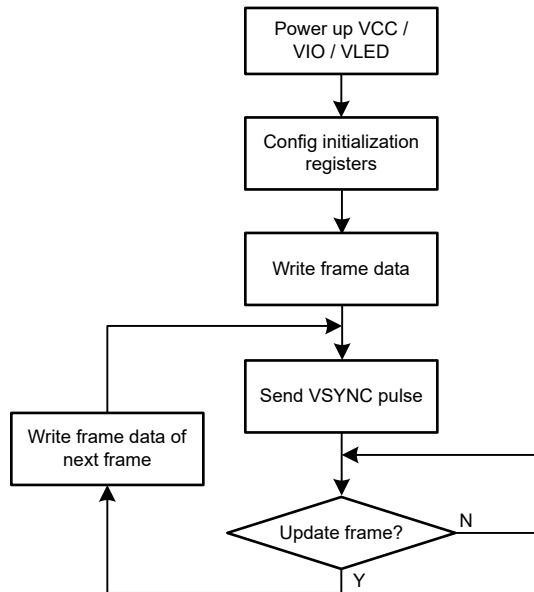 Power up VCC /
VIO / VLED
Config initialization
registers
Write frame data
Send VSYNC pulse
Write frame data of
next frame
Update frame?
N
Y